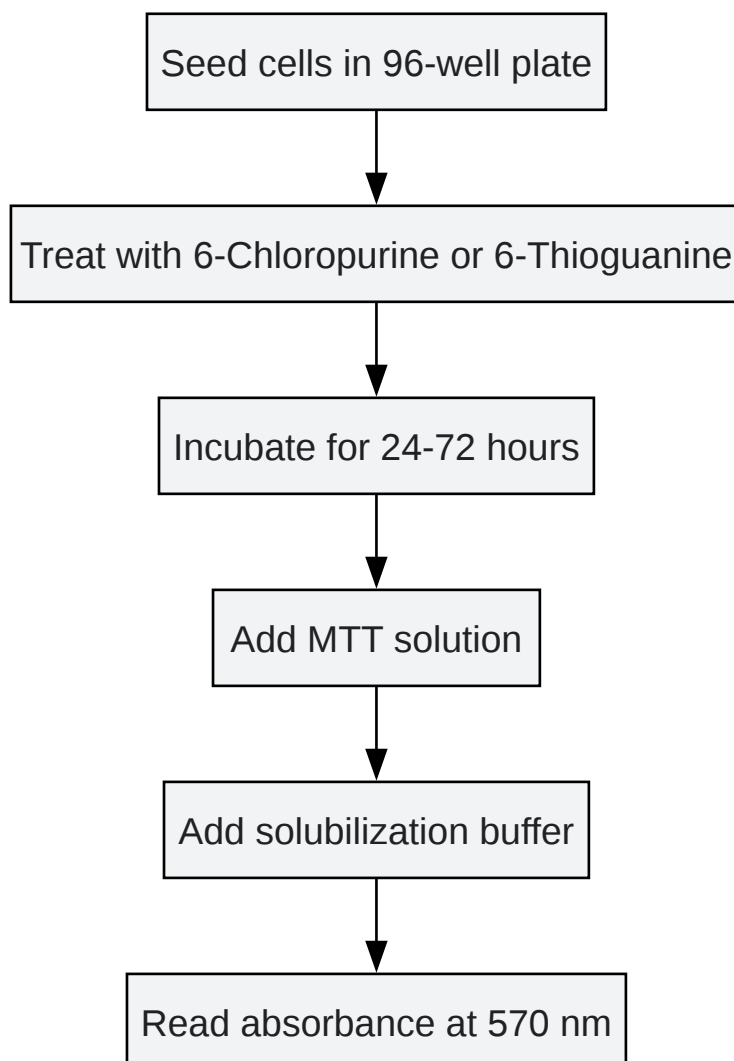 Seed cells in 96-well plate
Treat with 6-Chloropurine or 6-Thioguanine
Incubate for 24-72 hours
Add MTT solution
Add solubilization buffer
Read absorbance at 570 nm